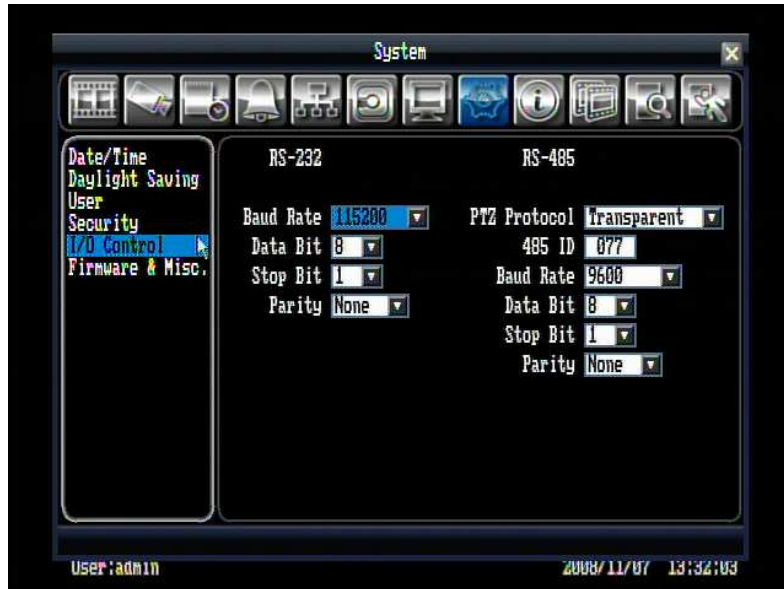 System
Date/Time
Daylight Saving
User
Security
I/O Control
Firmware & Misc.
RS-232
Baud Rate 115200
Data Bit 8
Stop Bit 1
Parity None
RS-485
PTZ Protocol Transparent
485 ID 077
Baud Rate 9600
Data Bit 8
Stop Bit 1
Parity None
User:admin
2008/11/07 13:32:03